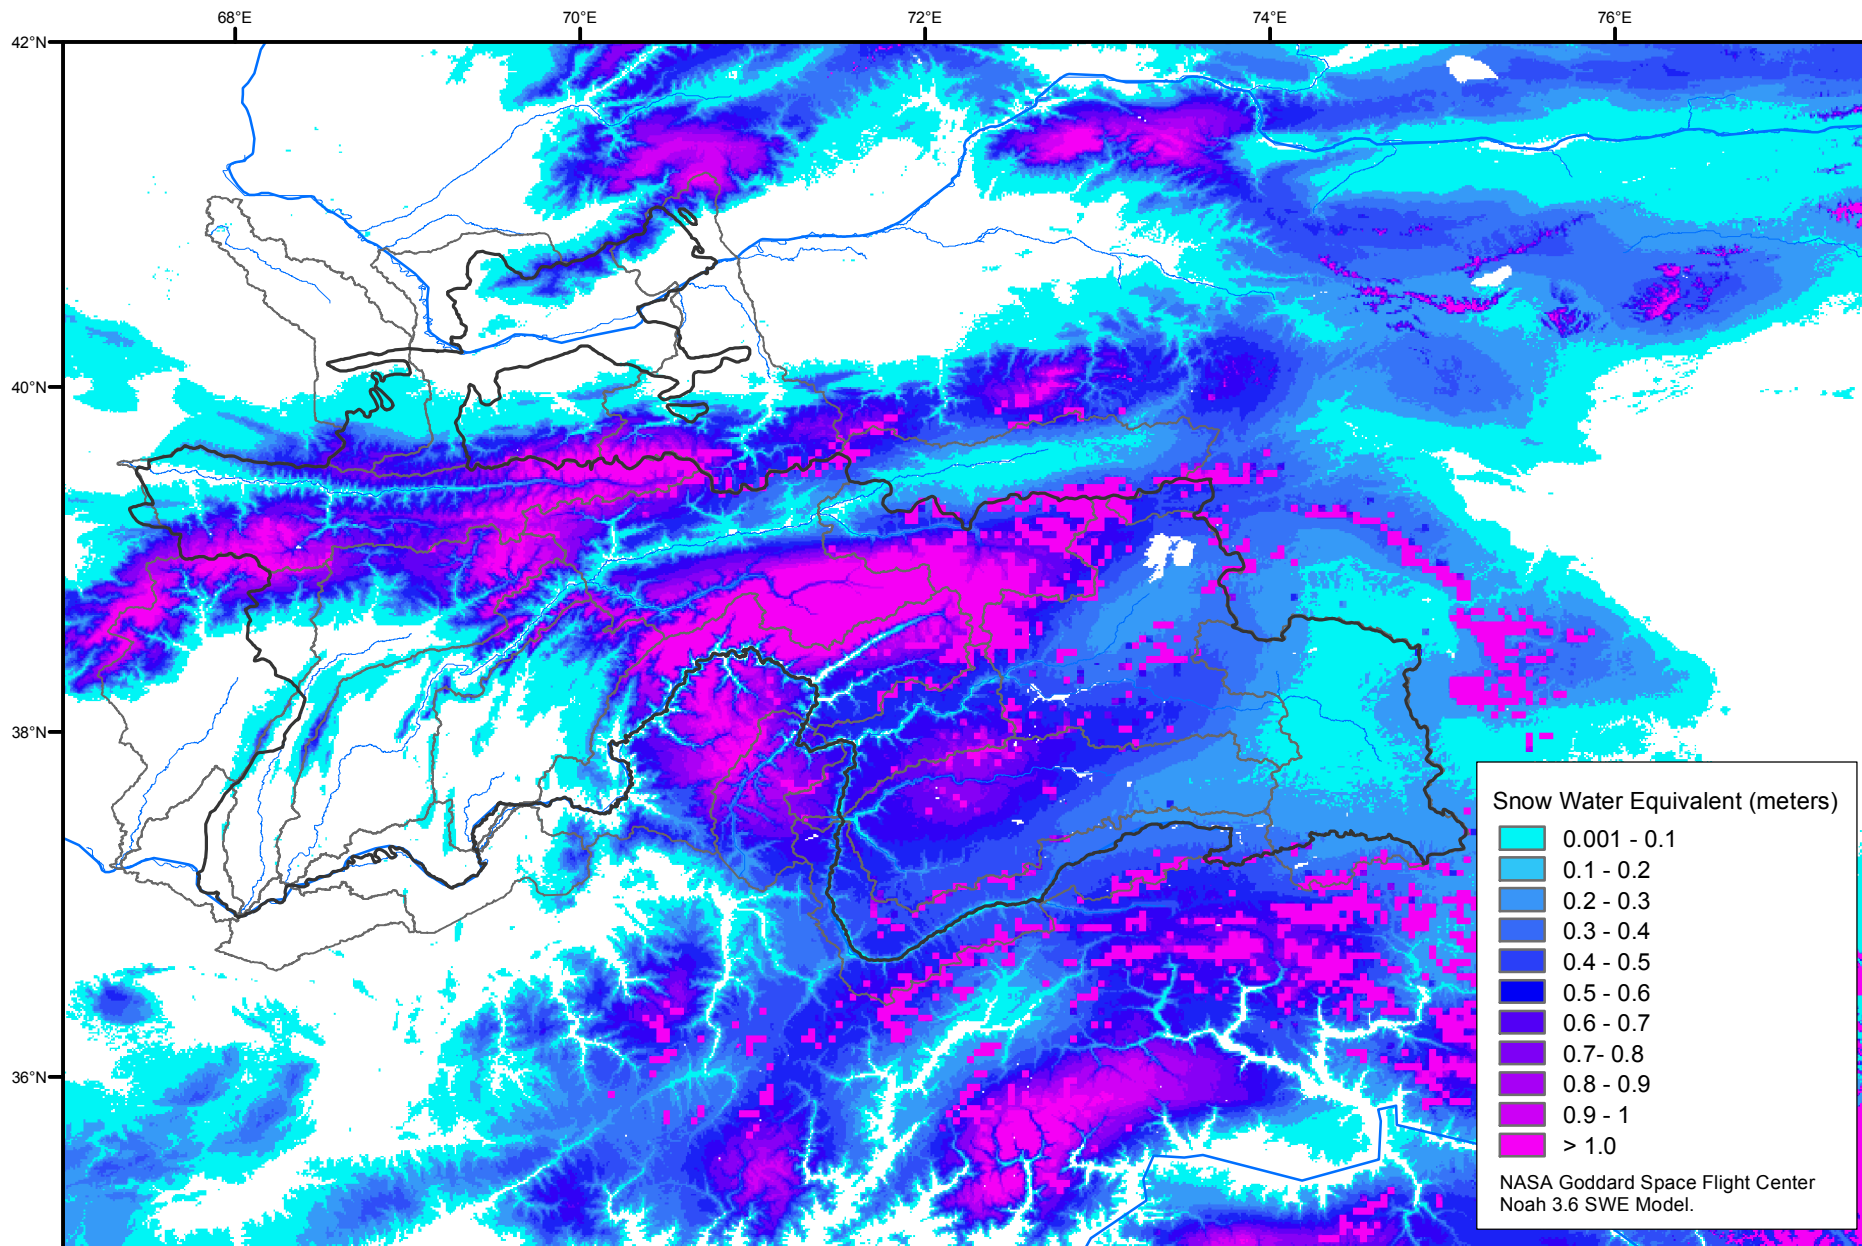 68°E
70°E
72°E
74°E
76°E
42°N
40°N
38°N
36°N
Snow Water Equivalent (meters)
0.001 - 0.1
0.1 - 0.2
0.2 - 0.3
0.3 - 0.4
0.4 - 0.5
0.5 - 0.6
0.6 - 0.7
0.7- 0.8
0.8 - 0.9
0.9 - 1
> 1.0
NASA Goddard Space Flight Center
Noah 3.6 SWE Model.